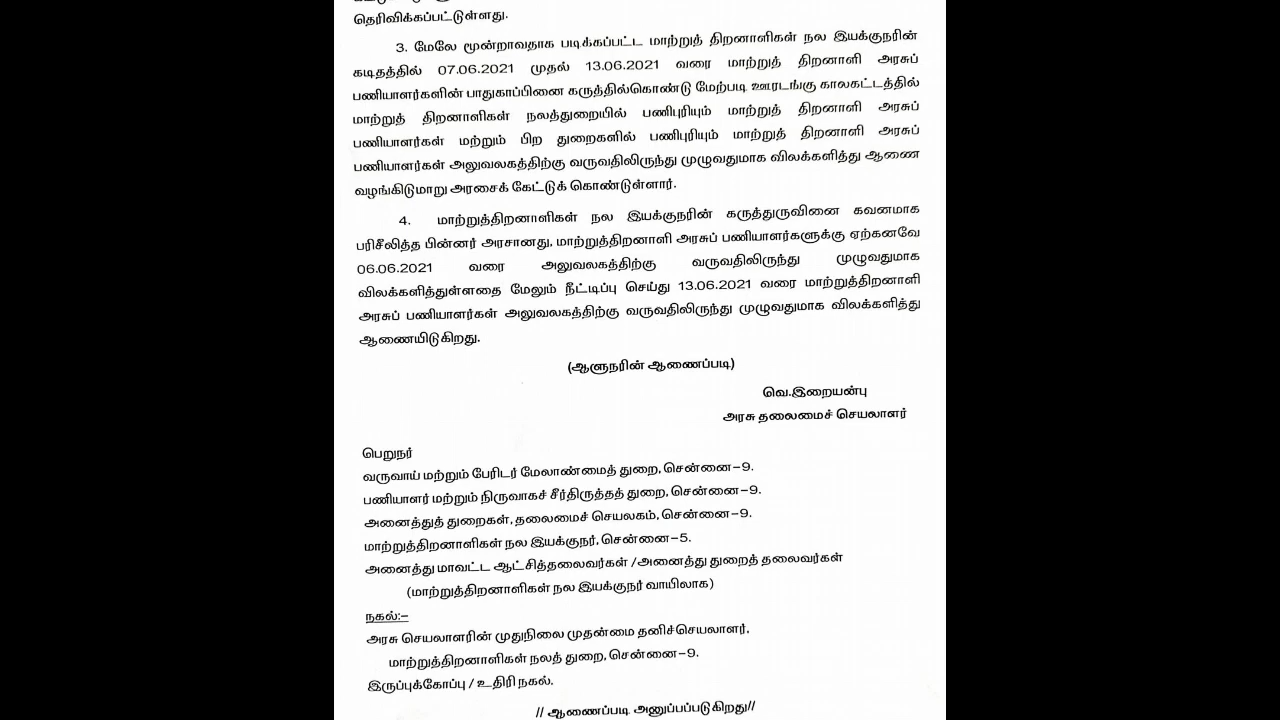 தெரிவிக்கப்பட்டுள்ளது.
3. மேலே மூன்றாவதாக படிக்கப்பட்ட மாற்றுத் திறனாளிகள் நல இயக்குநரின்
கடிதத்தில் 07.06.2021 முதல் 13.06.2021 வரை மாற்றுத் திறனாளி அரசுப்
பணியாளர்களின் பாதுகாப்பினை கருத்தில்கொண்டு மேற்படி ஊரடங்கு காலகட்டத்தில்
மாற்றுத் திறனாளிகள் நலத்துறையில் பணிபுரியும் மாற்றுத் திறனாளி அரசுப்
பணியாளர்கள் மற்றும் பிற துறைகளில் பணிபுரியும் மாற்றுத் திறனாளி அரசுப்
பணியாளர்கள் அலுவலகத்திற்கு வருவதிலிருந்து முழுவதுமாக விலக்களித்து ஆணை
வழங்கிடுமாறு அரசைக் கேட்டுக் கொண்டுள்ளார்.
4. மாற்றுத்திறனாளிகள் நல இயக்குநரின் கருத்துருவினை கவனமாக
பரிசீலித்த பின்னர் அரசானது, மாற்றுத்திறனாளி அரசுப் பணியாளர்களுக்கு ஏற்கனவே
06.06.2021 வரை அலுவலகத்திற்கு வருவதிலிருந்து முழுவதுமாக
விலக்களித்துள்ளதை மேலும் நீட்டிப்பு செய்து 13.06.2021 வரை மாற்றுத்திறனாளி
அரசுப் பணியாளர்கள் அலுவலகத்திற்கு வருவதிலிருந்து முழுவதுமாக விலக்களித்து
ஆணையிடுகிறது.
(ஆளுநரின் ஆணைப்படி)
வெ.இறையன்பு
அரசு தலைமைச் செயலாளர்
பெறுநர்
வருவாய் மற்றும் பேரிடர் மேலாண்மைத் துறை, சென்னை–9.
பணியாளர் மற்றும் நிருவாகச் சீர்திருத்தத் துறை, சென்னை–9.
அனைத்துத் துறைகள், தலைமைச் செயலகம், சென்னை–9.
மாற்றுத்திறனாளிகள் நல இயக்குநர், சென்னை–5.
அனைத்து மாவட்ட ஆட்சித்தலைவர்கள் /அனைத்து துறைத் தலைவர்கள்
(மாற்றுத்திறனாளிகள் நல இயக்குநர் வாயிலாக)
நகல்:–
அரசு செயலாளரின் முதுநிலை முதன்மை தனிச்செயலாளர்,
மாற்றுத்திறனாளிகள் நலத் துறை, சென்னை–9.
இருப்புக்கோப்பு / உதிரி நகல்.
// ஆணைப்படி அனுப்பப்படுகிறது//